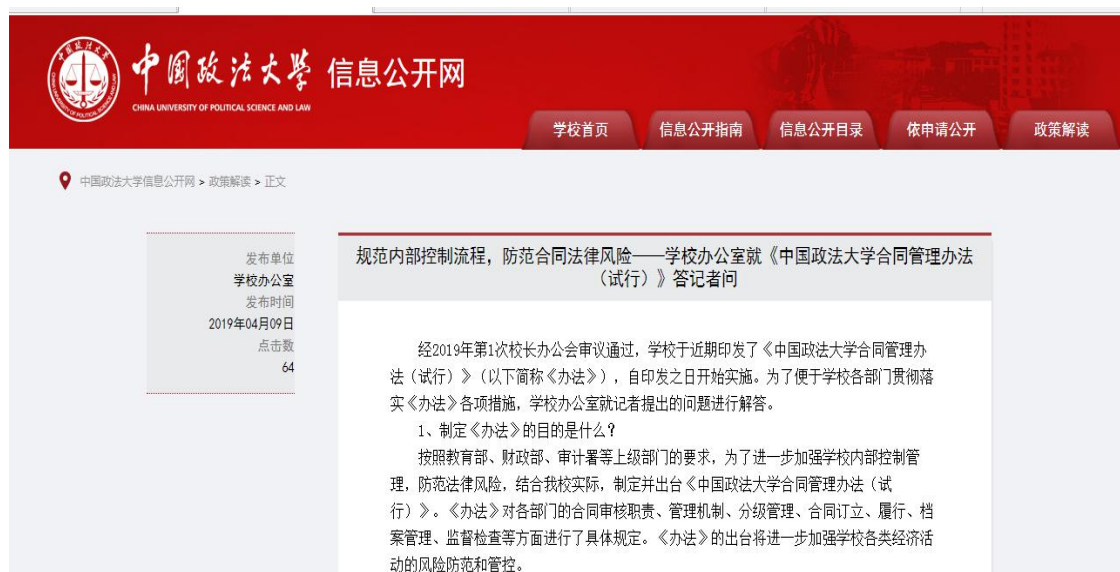 中国政法大学 信息公开网
CHINA UNIVERSITY OF POLITICAL SCIENCE AND LAW
学校首页 信息公开指南 信息公开目录 依申请公开 政策解读
中国政法大学信息公开网 > 政策解读 > 正文
发布单位
学校办公室
发布时间
2019年04月09日
点击数
64
规范内部控制流程，防范合同法律风险——学校办公室就《中国政法大学合同管理办法
（试行）》答记者问
经2019年第1次校长办公会审议通过，学校于近期印发了《中国政法大学合同管理办
法（试行）》（以下简称《办法》），自印发之日开始实施。为了便于学校各部门贯彻落
实《办法》各项措施，学校办公室就记者提出的问题进行解答。
1、制定《办法》的目的是什么？
按照教育部、财政部、审计署等上级部门的要求，为了进一步加强学校内部控制管
理，防范法律风险，结合我校实际，制定并出台《中国政法大学合同管理办法（试
行）》。《办法》对各部门的合同审核职责、管理机制、分级管理、合同订立、履行、档
案管理、监督检查等方面进行了具体规定。《办法》的出台将进一步加强学校各类经济活
动的风险防范和管控。